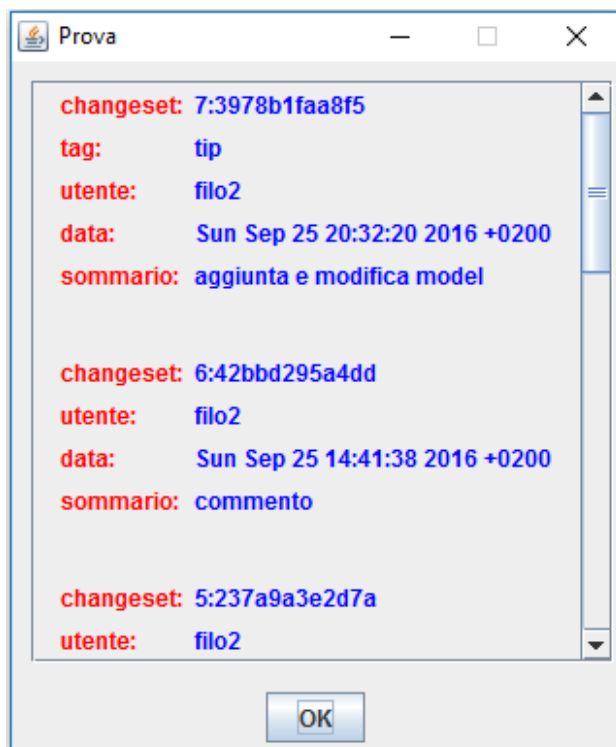 Prova
changeset: 7:3978b1faa8f5
tag: tip
utente: filo2
data: Sun Sep 25 20:32:20 2016 +0200
sommario: aggiunta e modifica model
changeset: 6:42bbd295a4dd
utente: filo2
data: Sun Sep 25 14:41:38 2016 +0200
sommario: commento
changeset: 5:237a9a3e2d7a
utente: filo2
OK